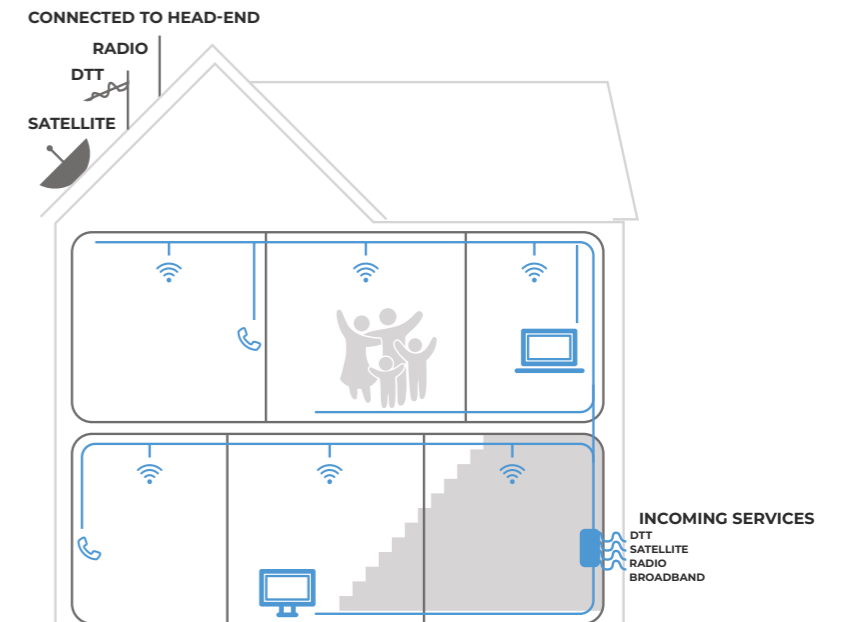 CONNECTED TO HEAD-END
RADIO
DTT
SATELLITE
INCOMING SERVICES
DTT
SATELLITE
RADIO
BROADBAND